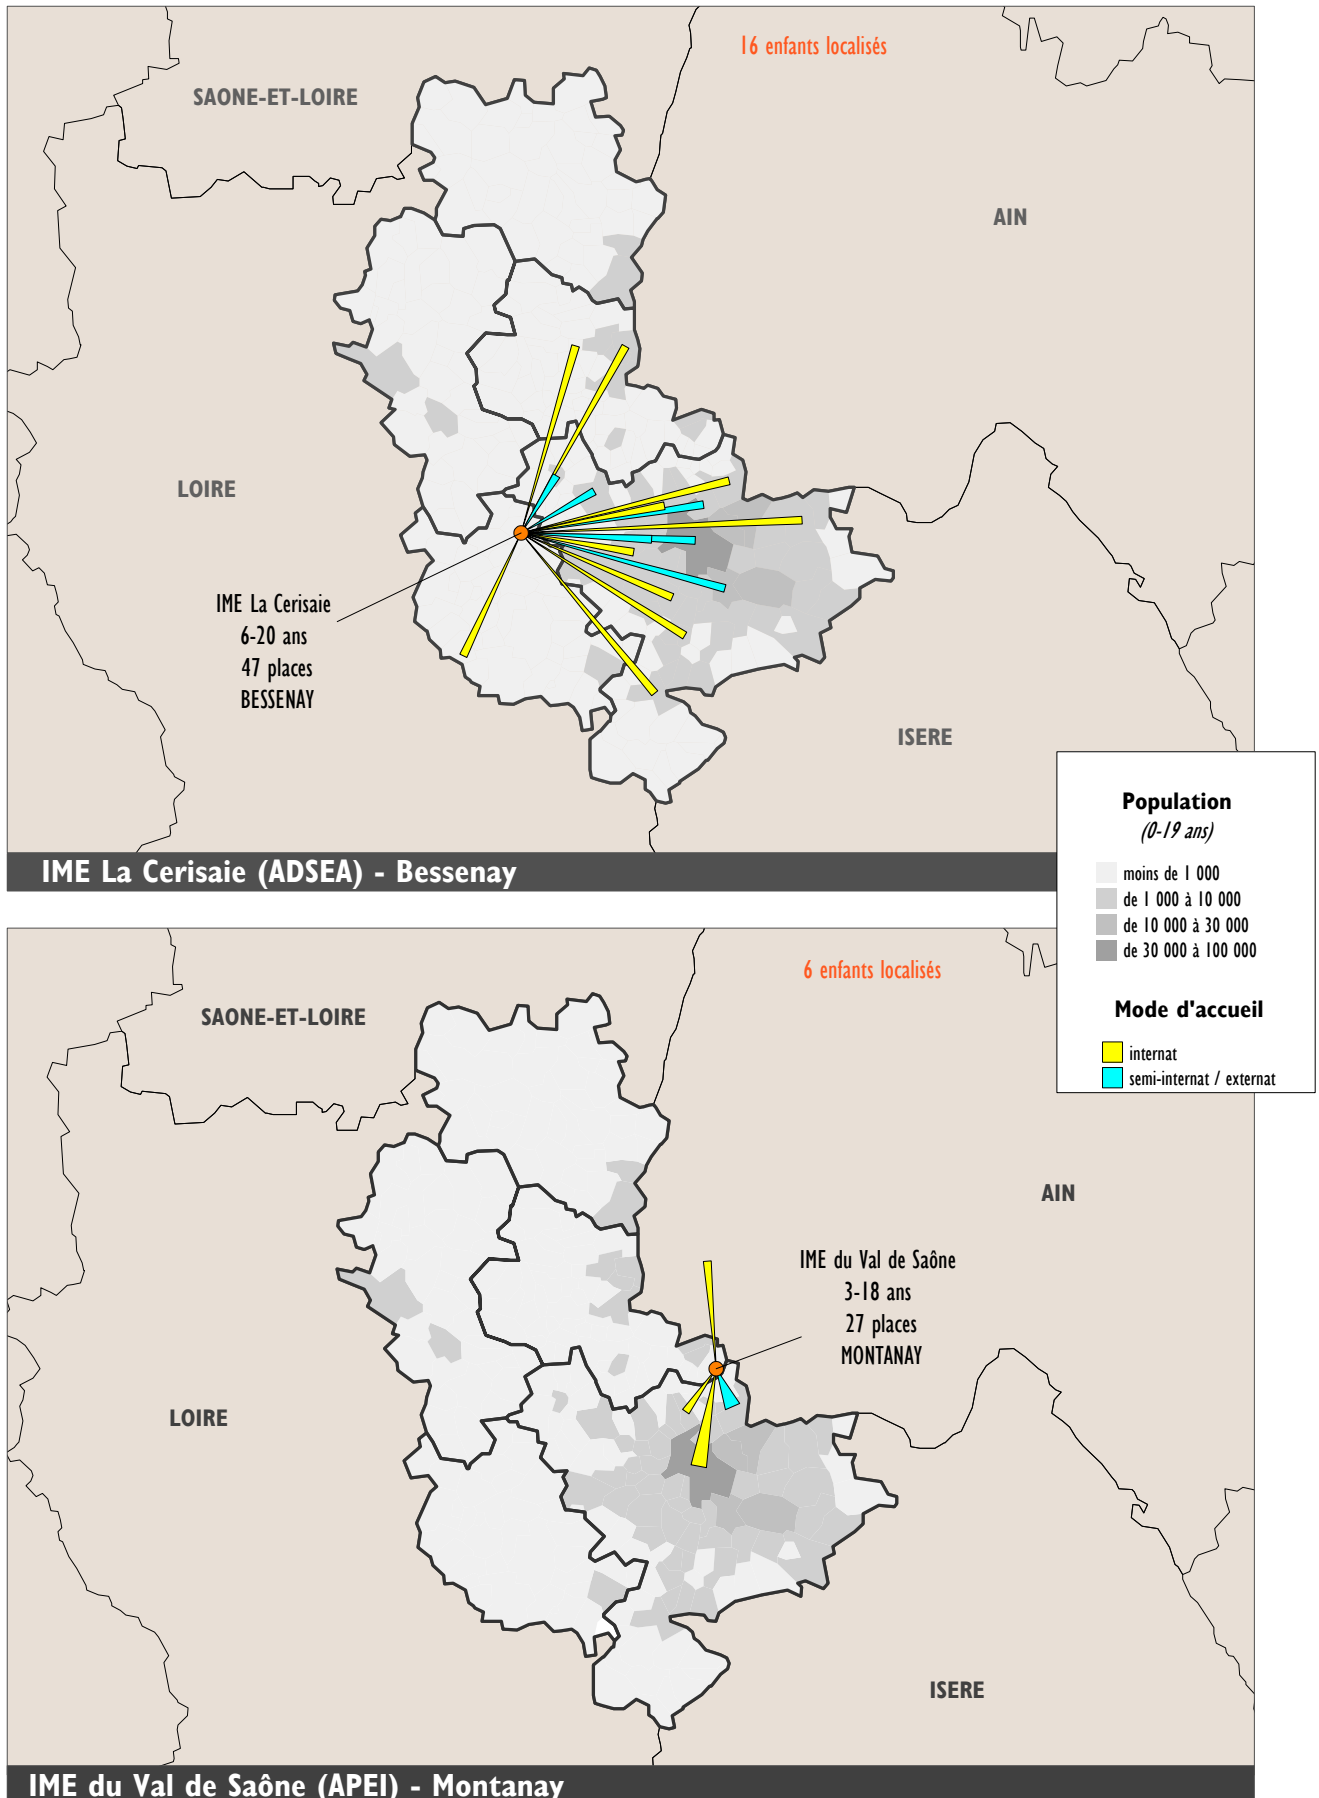 16 enfants localisés
SAONE-ET-LOIRE
AIN
LOIRE
IME La Cerisaie
6-20 ans
47 places
BESSENAY
ISERE
IME La Cerisaie (ADSEA) - Bessenay
Population
(0-19 ans)
moins de 1 000
de 1 000 à 10 000
de 10 000 à 30 000
de 30 000 à 100 000
Mode d'accueil
internat
semi-internat / externat
6 enfants localisés
SAONE-ET-LOIRE
AIN
IME du Val de Saône
3-18 ans
27 places
MONTANAY
LOIRE
ISERE
IME du Val de Saône (APEI) - Montanay